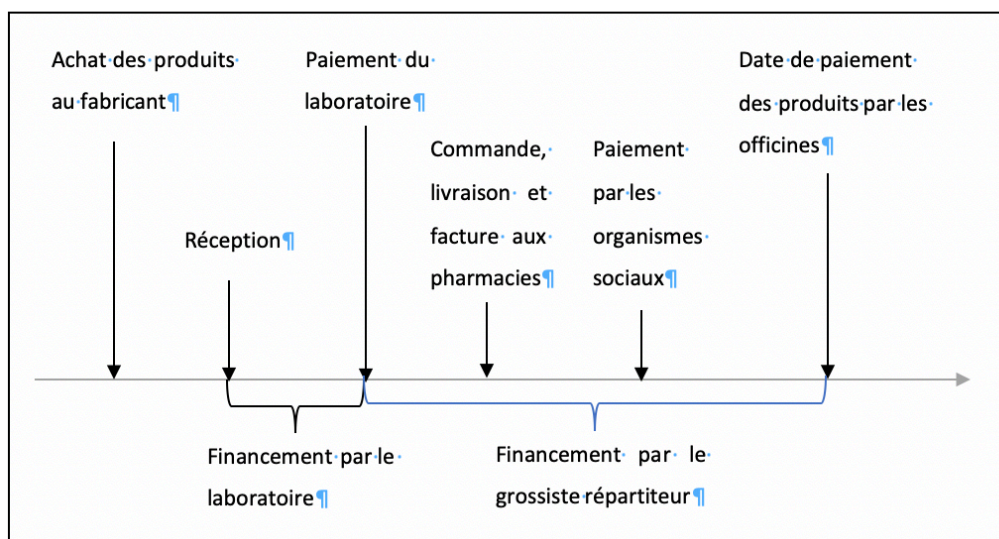 Achat des produits
au fabricant¶
Paiement du
laboratoire¶
Date de paiement
des produits par les
officines¶
Commande,
livraison et
facture aux
pharmacies¶
Paiement
par les
organismes
sociaux¶
Réception¶
Financement par le
laboratoire¶
Financement par le
grossiste répartiteur¶